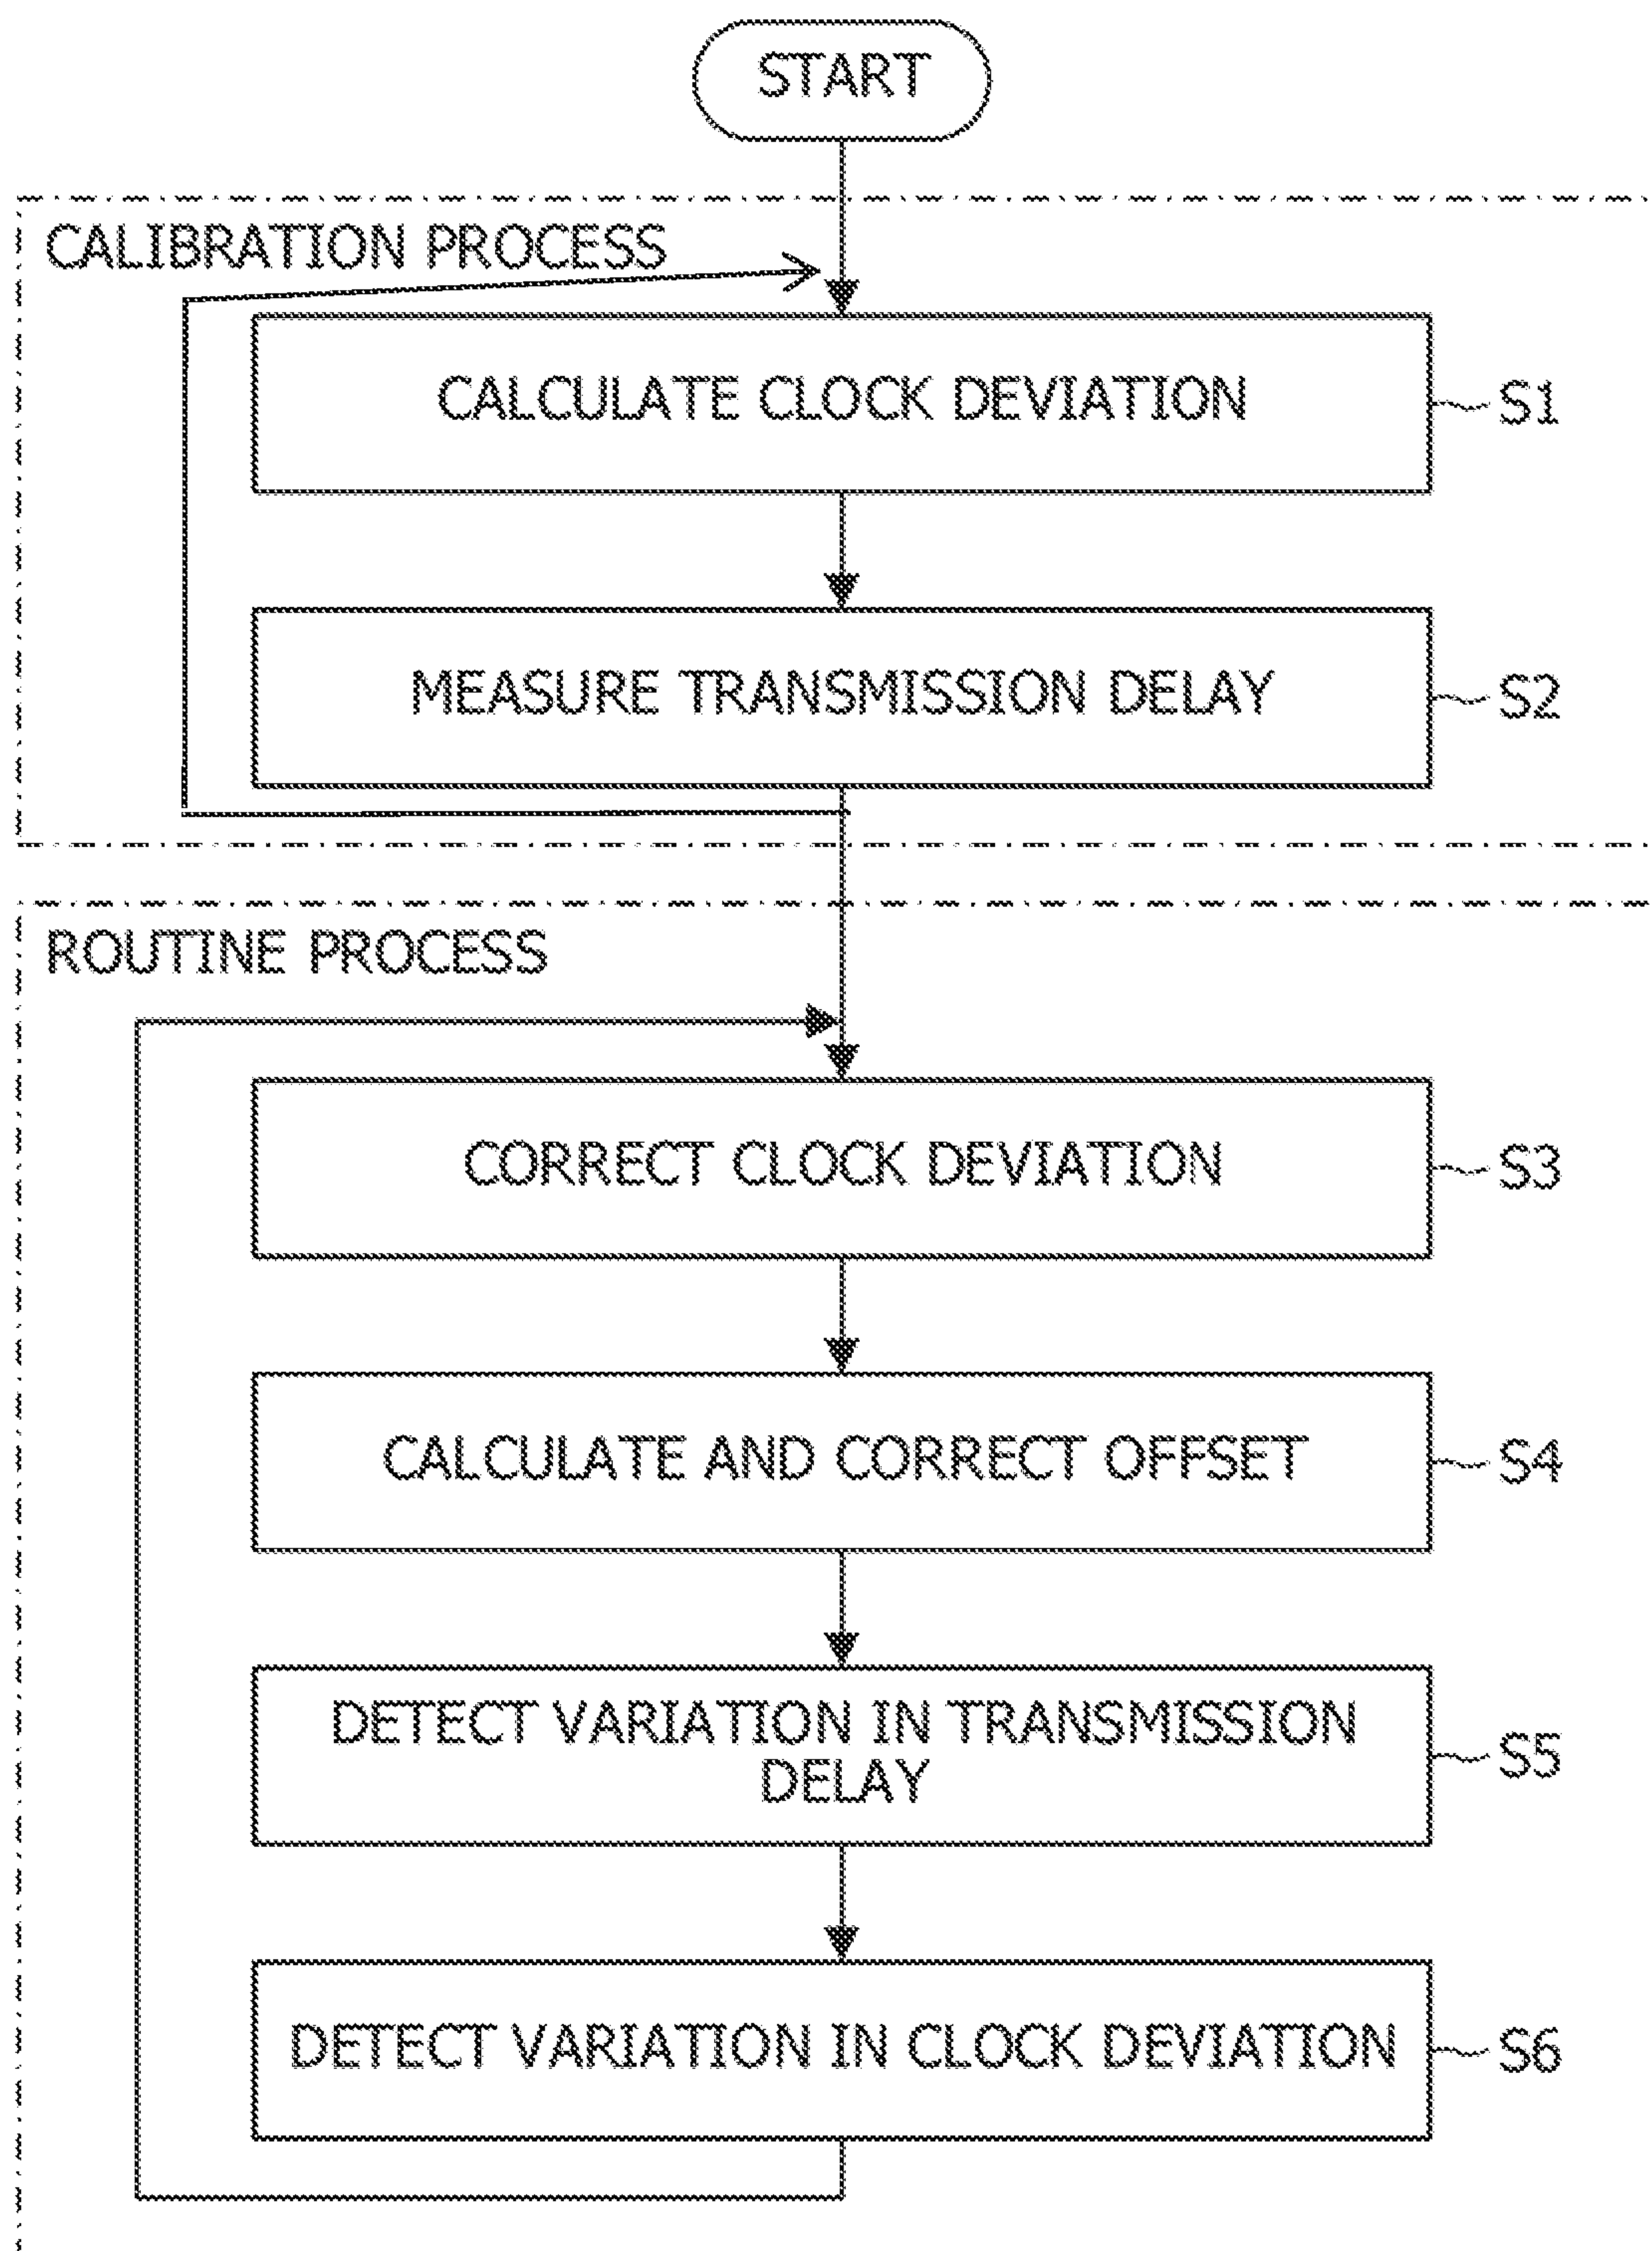 START
CALIBRATION PROCESS
CALCULATE CLOCK DEVIATION
S1
MEASURE TRANSMISSION DELAY
S2
ROUTINE PROCESS
CORRECT CLOCK DEVIATION
S3
CALCULATE AND CORRECT OFFSET
S4
DETECT VARIATION IN TRANSMISSION
DELAY
S5
DETECT VARIATION IN CLOCK DEVIATION
S6